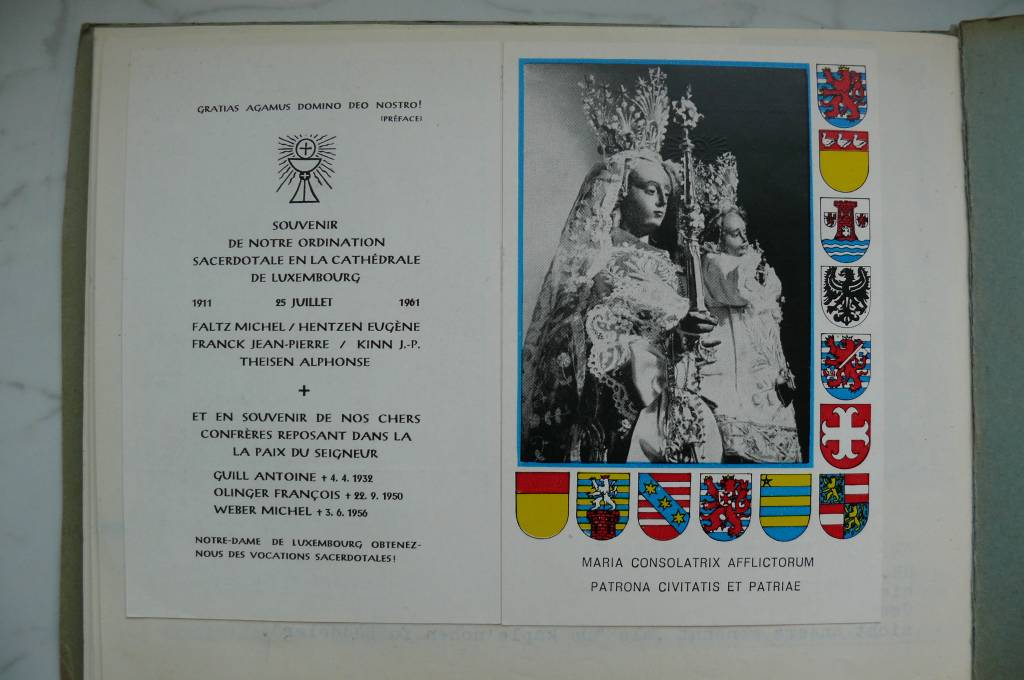 GRATIAS AGAMUS DOMINO DEO NOSTRO!
(PRÉFACE)
SOUVENIR
DE NOTRE ORDINATION
SACERDOTALE EN LA CATHÉDRALE
DE LUXEMBOURG
1911 25 JUILLET 1961
FALTZ MICHEL / HENTZEN EUGÈNE
FRANCK JEAN-PIERRE / KINN J.-P.
THEISEN ALPHONSE
+
ET EN SOUVENIR DE NOS CHERS
CONFRÈRES REPOSANT DANS LA
LA PAIX DU SEIGNEUR
GUILL ANTOINE + 4. 4. 1932
OLINGER FRANÇOIS + 22. 9. 1950
WEBER MICHEL + 3. 6. 1956
NOTRE-DAME DE LUXEMBOURG OBTENEZ-
NOUS DES VOCATIONS SACERDOTALES!
MARIA CONSOLATRIX AFFLICTORUM
PATRONA CIVITATIS ET PATRIAE